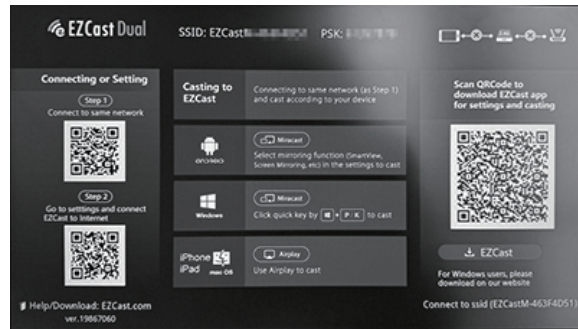 EZCast Dual
SSID: EZCast
PSK:
Connecting or Setting
Step 1
Connect to same network
Step 2
Go to setttings and connect
EZCast to Internet
Help/Download: EZCast.com
ver.19867060
Casting to
EZCast
Connecting to same network (as Step 1)
and cast according to your device
ANDROID
Miracast
Select mirroring function (SmartView,
Screen Mirroring, etc) in the settings to cast
Windows
Miracast
Click quick key by + P / K to cast
iPhone
iPad
mac OS
Airplay
Use Airplay to cast
Scan QRCode to
download EZCast app
for settings and casting
EZCast
For Windows users, please
download on our website
Connect to ssid (EZCastM-463F4D51)